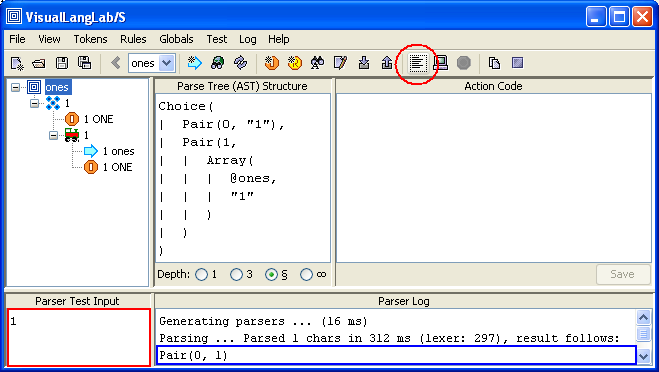 VisualLangLab/S
File View Tokens Rules Globals Test Log Help
ones
ones
1
1 ONE
1
1 ones
1 ONE
Parse Tree (AST) Structure
Choice(
| Pair(0, "1"),
| Pair(1,
| | Array(
| | | @ones,
| | | "1"
| | )
| )
)
Depth: 1 3 § ∞
Action Code
Save
Parser Test Input
1
Parser Log
Generating parsers ... (16 ms)
Parsing ... Parsed 1 chars in 312 ms (lexer: 297), result follows:
Pair(0, 1)